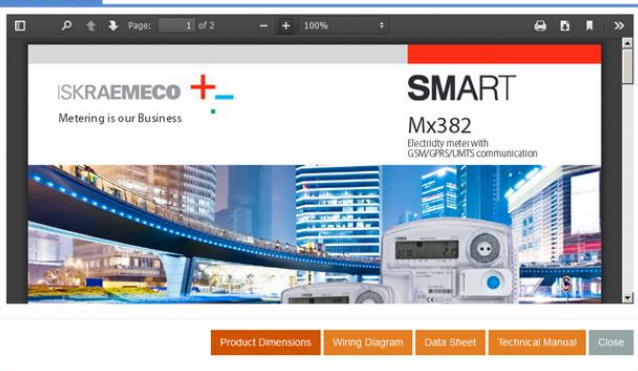 Page: 1 of 2 100%
ISKRAEMECO
Metering is our Business
SMART
Mx382
Electricity meter with
GSM/GPRS/UMTS communication
Product Dimensions Wiring Diagram Data Sheet Technical Manual Close